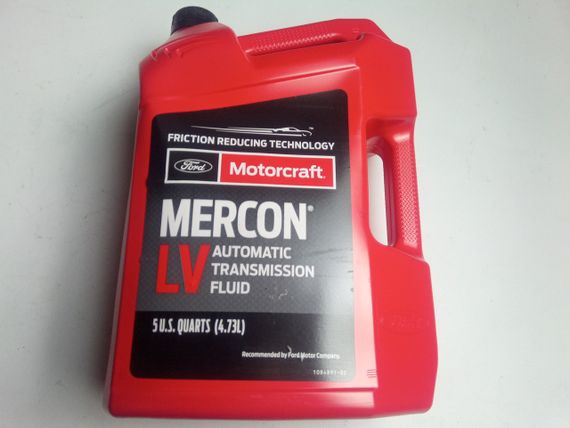 FRICTION REDUCING TECHNOLOGY
Ford Motorcraft®
MERCON®
LV AUTOMATIC
TRANSMISSION
FLUID
5 U.S. QUARTS (4.73L)
Recommended by Ford Motor Company